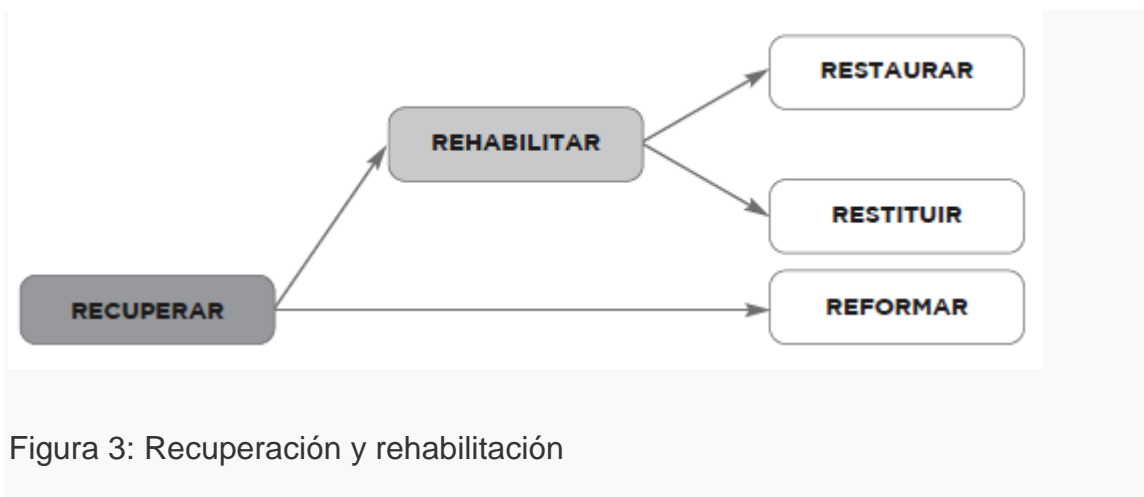 RESTAURAR
REHABILITAR
RESTITUIR
RECUPERAR
REFORMAR
Figura 3: Recuperación y rehabilitación